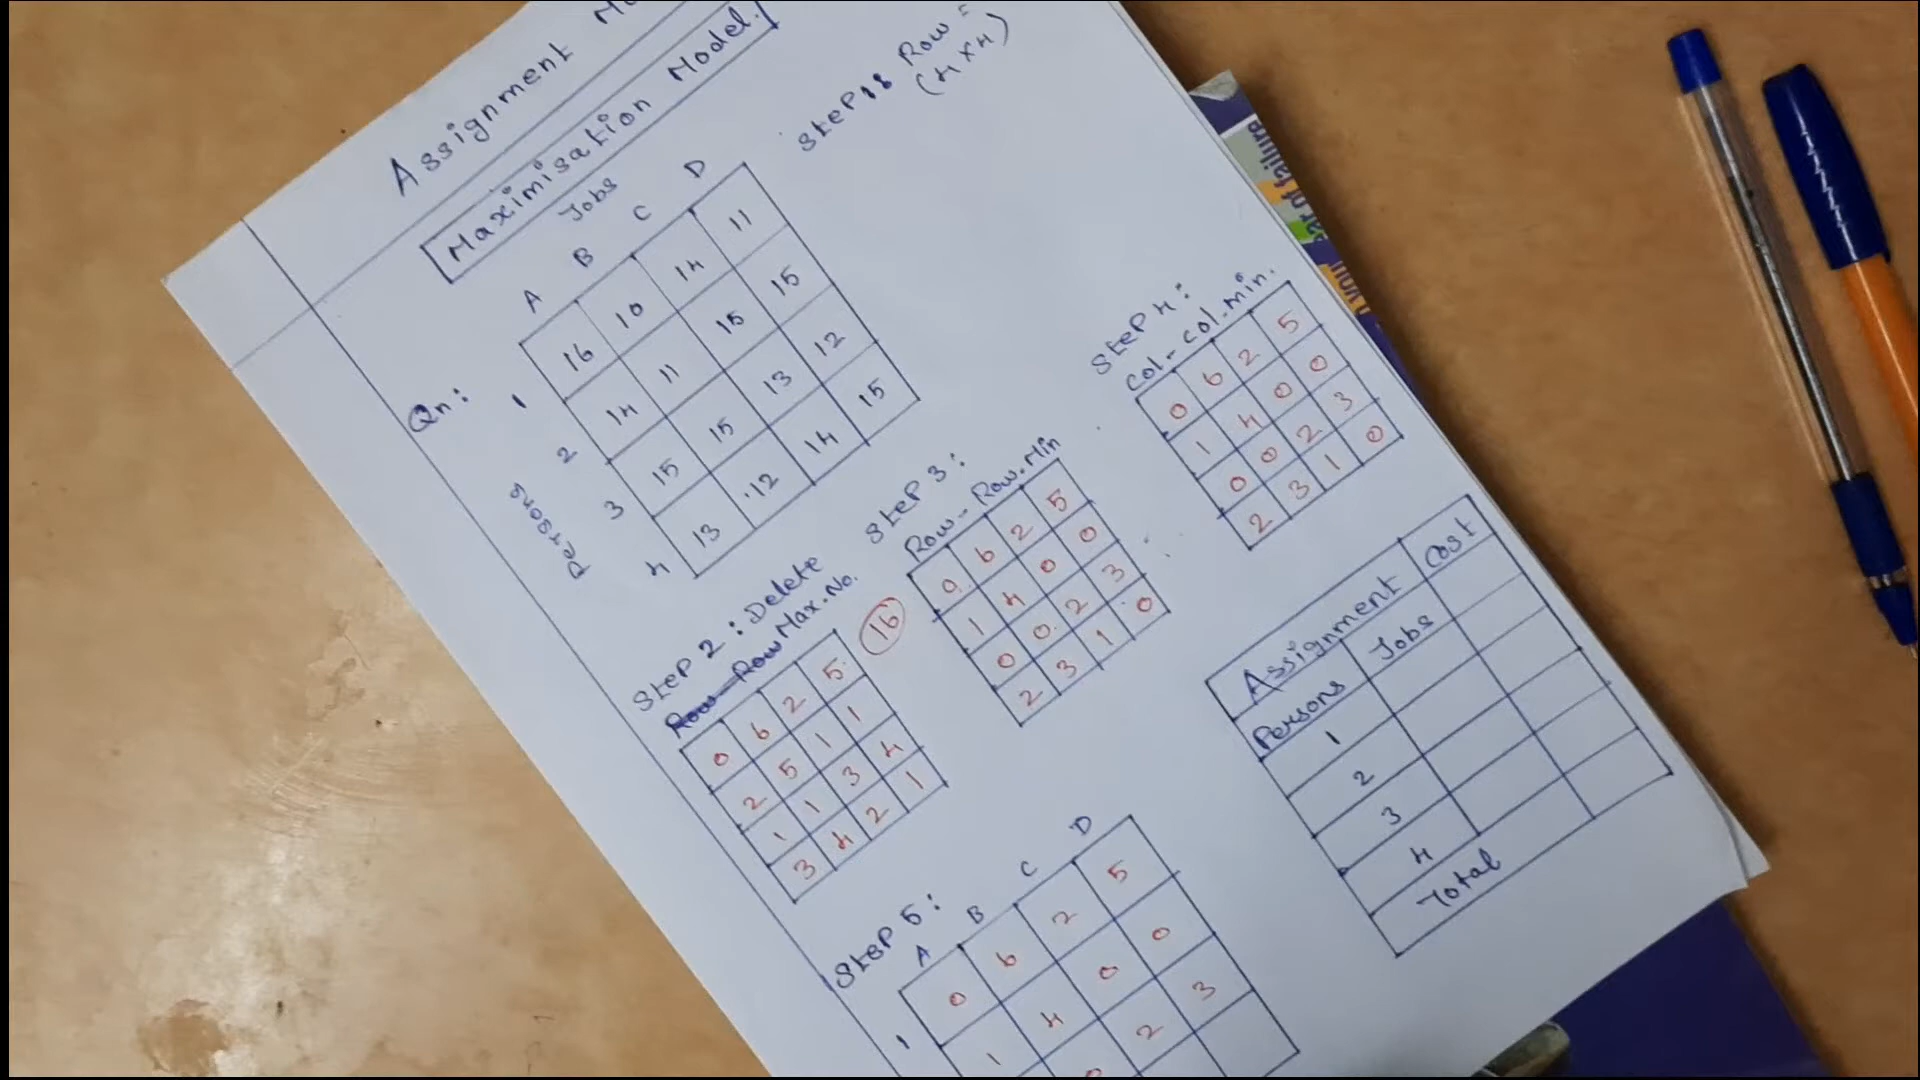 Assignment
Maximisation Model.
Jobs
A B C D
Qn:
Persons
1 16 10 14 11
2 14 11 15 15
3 15 15 13 12
4 13 12 14 15
Step 1: Row =
(4 x 4)
Step 2: Delete
Row - Row Max. No.
16
0 6 2 5
2 5 1 1
1 1 3 4
3 4 2 1
Step 3:
Row - Row. Min
0 6 2 5
1 4 0 0
0 0 2 3
2 3 1 0
Step 4:
Col - Col. min.
0 6 2 5
1 4 0 0
0 0 2 3
2 3 1 0
Step 5:
A B C D
1 0 6 2 5
1 4 0 0
0 2 3
Assignment Cost
Persons Jobs
1
2
3
4
Total
of failure